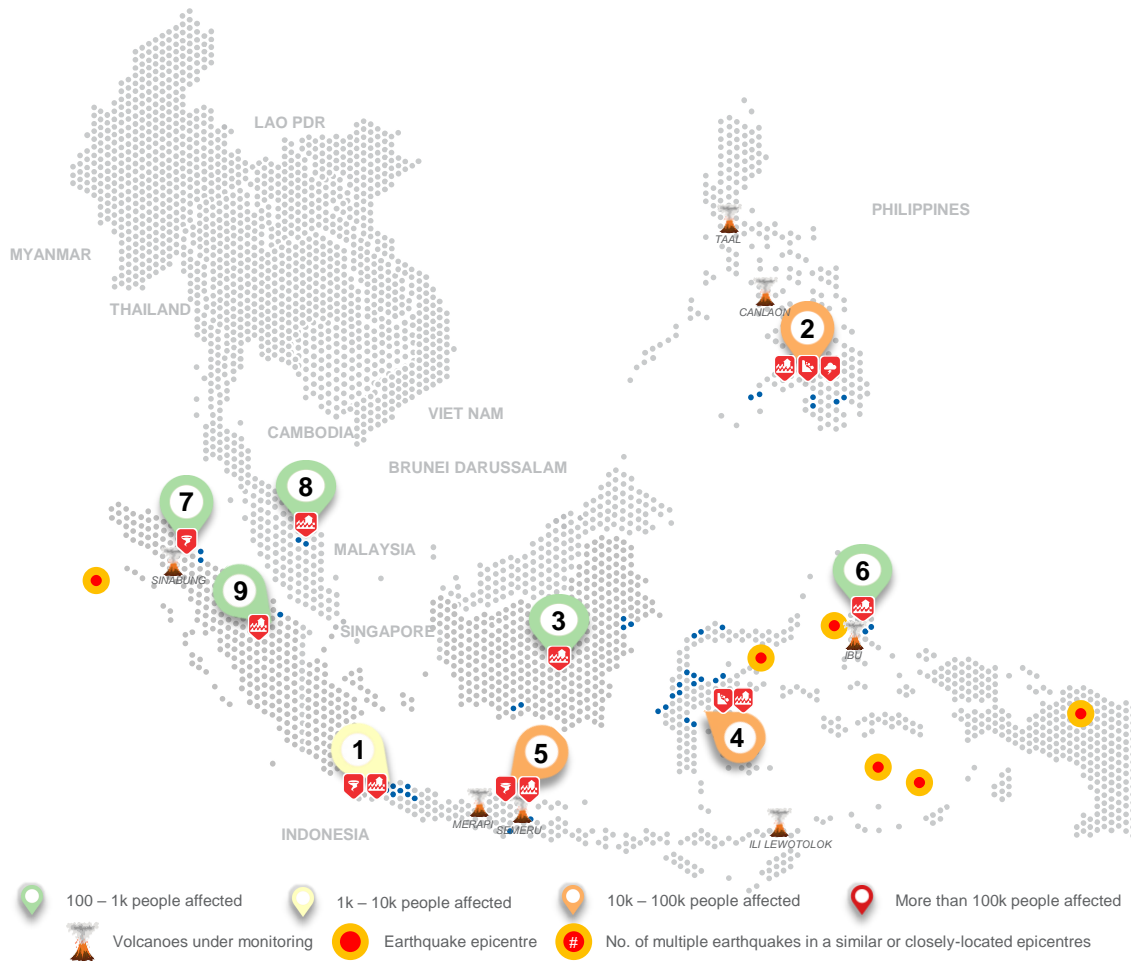 LAO PDR
PHILIPPINES
TAAL
MYANMAR
CANLAON
THAILAND
2
VIET NAM
CAMBODIA
BRUNEI DARUSSALAM
7
8
MALAYSIA
6
SINABUNG
9
3
SINGAPORE
IBU
1
5
4
MERAPI
SEMERU
INDONESIA
ILI LEWOTOLOK
100 – 1k people affected
1k – 10k people affected
10k – 100k people affected
More than 100k people affected
Volcanoes under monitoring
Earthquake epicentre
#
No. of multiple earthquakes in a similar or closely-located epicentres